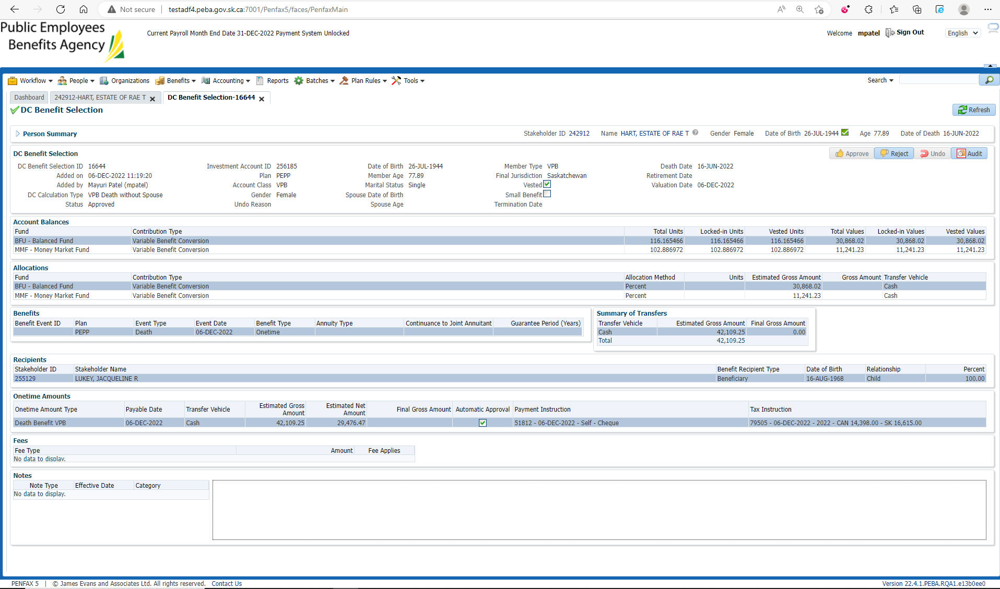 Not secure | testadf4.peba.gov.sk.ca:7001/Penfax5/faces/PenfaxMain
Public Employees
Benefits Agency
Current Payroll Month End Date 31-DEC-2022 Payment System Unlocked
Welcome mpatel Sign Out English
Workflow People Organizations Benefits Accounting Reports Batches Plan Rules Tools Search
Dashboard 242912-HART, ESTATE OF RAE T DC Benefit Selection-16644
DC Benefit Selection Refresh
Person Summary Stakeholder ID 242912 Name HART, ESTATE OF RAE T Gender Female Date of Birth 26-JUL-1944 Age 77.89 Date of Death 16-JUN-2022
DC Benefit Selection Approve Reject Undo Audit
DC Benefit Selection ID 16644 Investment Account ID 256185 Date of Birth 26-JUL-1944 Member Type VPB Death Date 16-JUN-2022
Added on 06-DEC-2022 11:19:20 Plan PEPP Member Age 77.89 Final Jurisdiction Saskatchewan Retirement Date
Added by Mayuri Patel (mpatel) Account Class VPB Marital Status Single Vested Valuation Date 06-DEC-2022
DC Calculation Type VPB Death without Spouse Gender Female Spouse Date of Birth Small Benefit
Status Approved Undo Reason Spouse Age Termination Date
Account Balances
Fund Contribution Type Total Units Locked-in Units Vested Units Total Values Locked-in Values Vested Values
BFU - Balanced Fund Variable Benefit Conversion 116.165466 116.165466 116.165466 30,868.02 30,868.02 30,868.02
MMF - Money Market Fund Variable Benefit Conversion 102.886972 102.886972 102.886972 11,241.23 11,241.23 11,241.23
Allocations
Fund Contribution Type Allocation Method Units Estimated Gross Amount Gross Amount Transfer Vehicle
BFU - Balanced Fund Variable Benefit Conversion Percent 30,868.02 Cash
MMF - Money Market Fund Variable Benefit Conversion Percent 11,241.23 Cash
Benefits
Benefit Event ID Plan Event Type Event Date Benefit Type Annuity Type Continuance to Joint Annuitant Guarantee Period (Years)
PEPP Death 06-DEC-2022 Onetime
Summary of Transfers
Transfer Vehicle Estimated Gross Amount Final Gross Amount
Cash 42,109.25 0.00
Total 42,109.25
Recipients
Stakeholder ID Stakeholder Name Benefit Recipient Type Date of Birth Relationship Percent
255129 LUKEY, JACQUELINE R Beneficiary 16-AUG-1968 Child 100.00
Onetime Amounts
Onetime Amount Type Payable Date Transfer Vehicle Estimated Gross Amount Estimated Net Amount Final Gross Amount Automatic Approval Payment Instruction Tax Instruction
Death Benefit VPB 06-DEC-2022 Cash 42,109.25 29,476.47 51812 - 06-DEC-2022 - Self - Cheque 79505 - 06-DEC-2022 - 2022 - CAN 14,398.00 - SK 16,615.00
Fees
Fee Type Amount Fee Applies
No data to display.
Notes
Note Type Effective Date Category
No data to display.
PENFAX 5 | © James Evans and Associates Ltd. All rights reserved. Contact Us Version 22.4.1.PEBA.RQA1.e13b0ee0